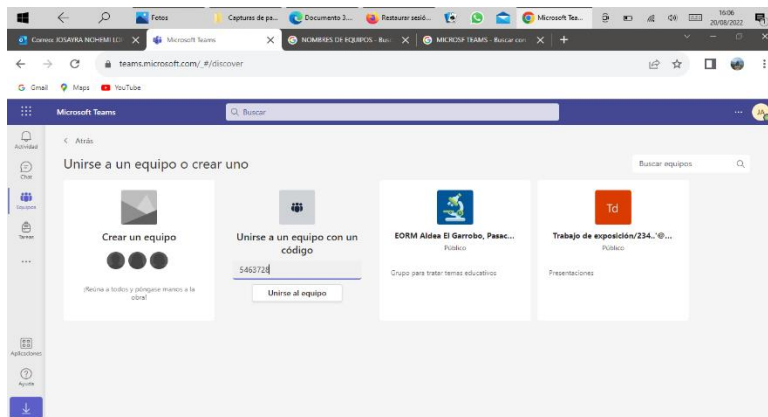 Fotos
Captures de pa...
Documento 3....
Restaurar sesió...
Microsoft Tea...
16:06
20/08/2022
Correo: JOSAYRA NOHEMI LO
Microsoft Teams
NOMBRES DE EQUIPOS - Bus
MICROSF TEAMS - Buscar con
teams.microsoft.com/_#/discover
Gmail
Maps
YouTube
Microsoft Teams
Buscar
JA
Actividad
Chat
Equipos
Tareas
Aplicaciones
Ayuda
< Atrás
Unirse a un equipo o crear uno
Buscar equipos
Crear un equipo
¡Reúna a todos y póngase manos a la
obra!
Unirse a un equipo con un
código
5463728
Unirse al equipo
EORM Aldea El Garrobo, Pasac...
Público
Grupo para tratar temas educativos
Td
Trabajo de exposición/234..'@...
Público
Presentaciones